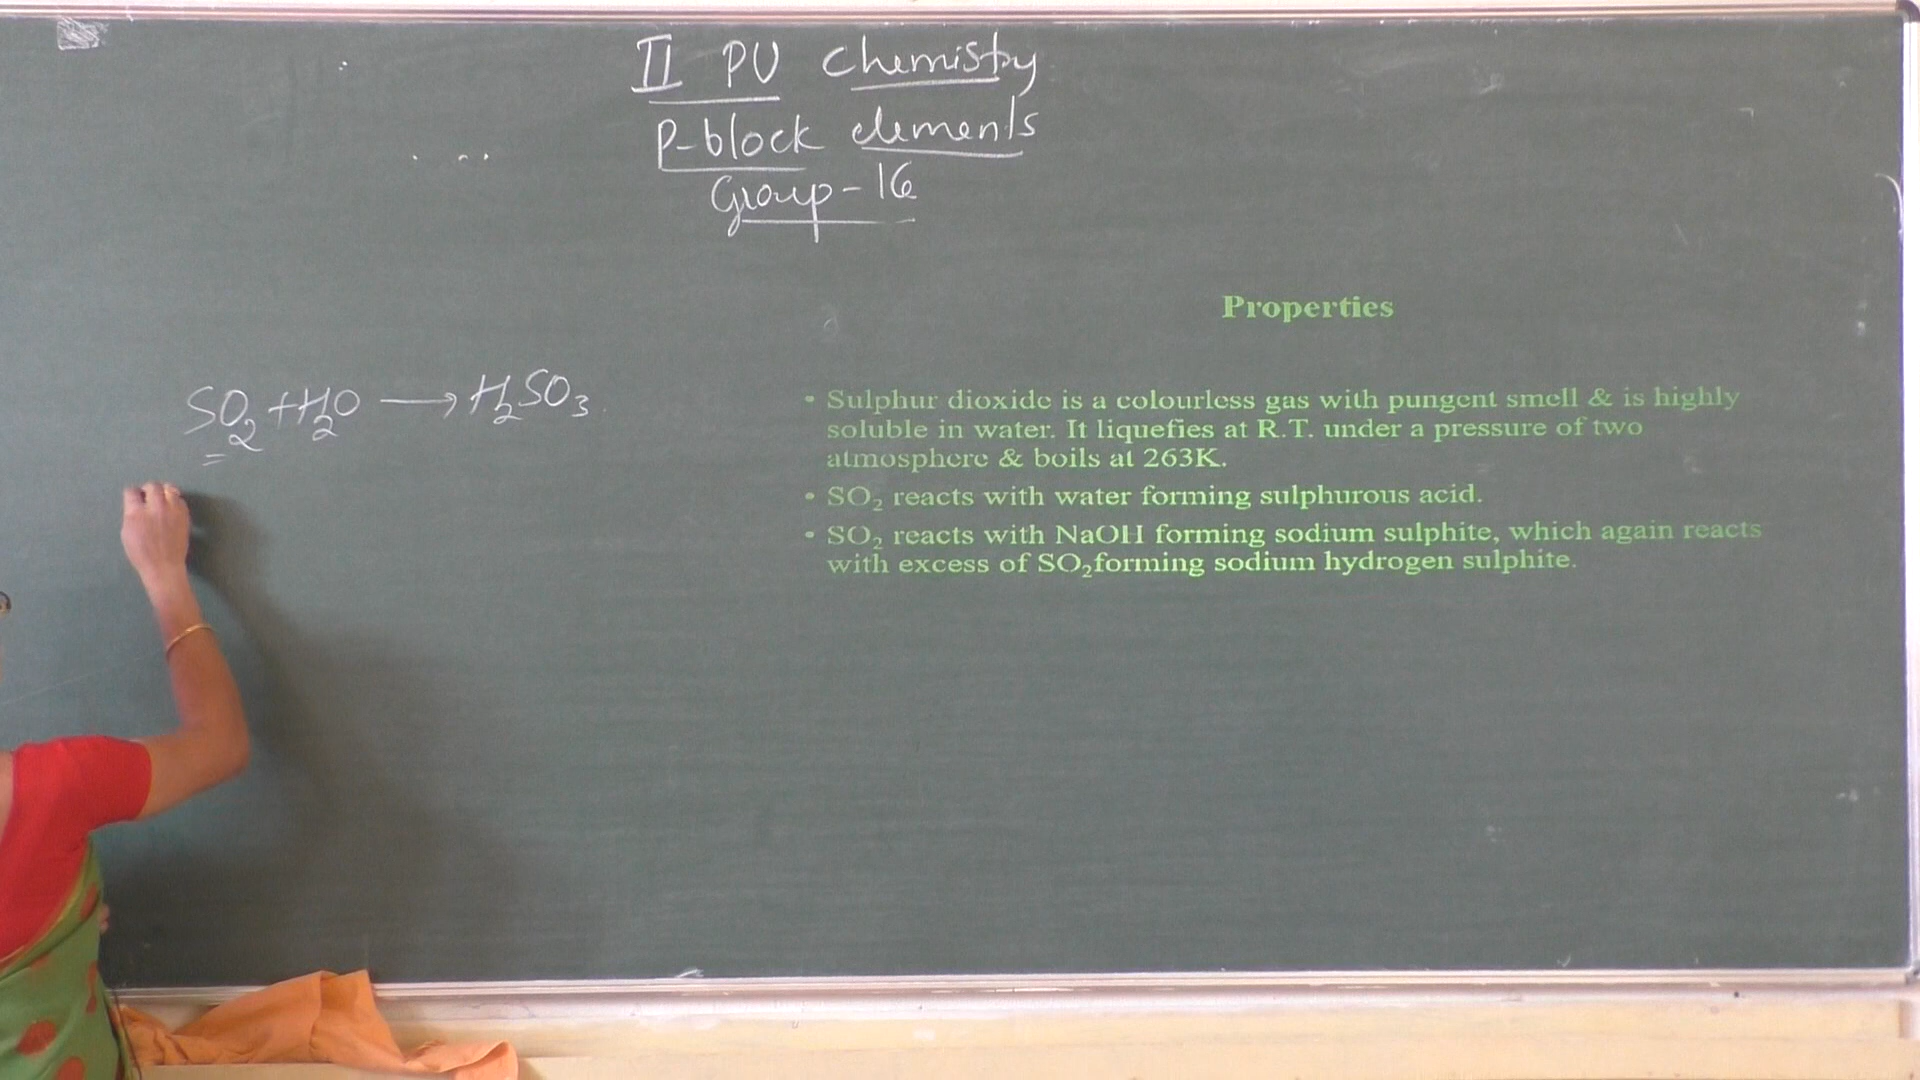 II PU Chemistry
P-block elements
Group-16
SO₂+H₂O ⟶ H₂SO₃
Properties
• Sulphur dioxide is a colourless gas with pungent smell & is highly
soluble in water. It liquefies at R.T. under a pressure of two
atmosphere & boils at 263K.
• SO₂ reacts with water forming sulphurous acid.
• SO₂ reacts with NaOH forming sodium sulphite, which again reacts
with excess of SO₂forming sodium hydrogen sulphite.